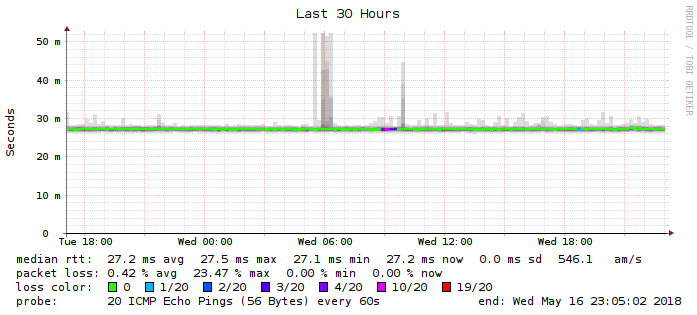 Last 30 Hours
RRDTOOL / TOBI OETIKER
Seconds
50 m
40 m
30 m
20 m
10 m
0
Tue 18:00 Wed 00:00 Wed 06:00 Wed 12:00 Wed 18:00
median rtt: 27.2 ms avg 27.5 ms max 27.1 ms min 27.2 ms now 0.0 ms sd 546.1 am/s
packet loss: 0.42 % avg 23.47 % max 0.00 % min 0.00 % now
loss color: 0 1/20 2/20 3/20 4/20 10/20 19/20
probe: 20 ICMP Echo Pings (56 Bytes) every 60s end: Wed May 16 23:05:02 2018